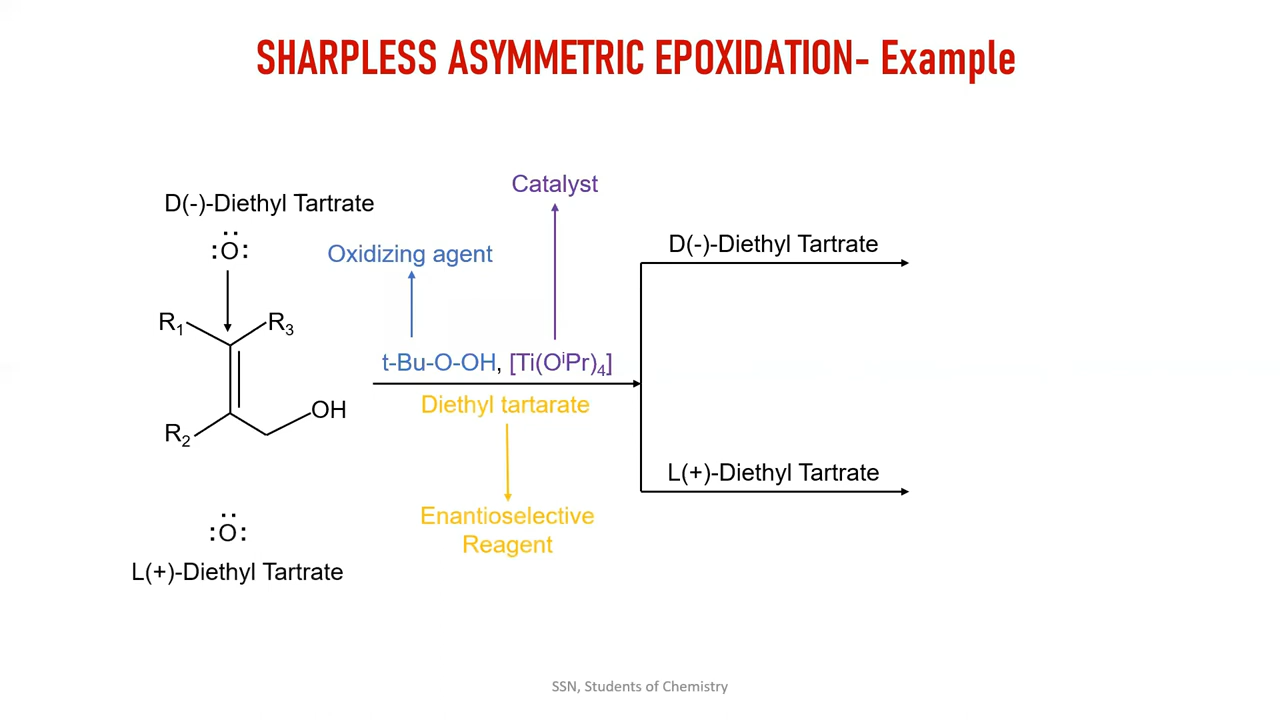 SHARPLESS ASYMMETRIC EPOXIDATION- Example
Catalyst
D(-)-Diethyl Tartrate
:Ö:
Oxidizing agent
D(-)-Diethyl Tartrate
R₁
R₃
t-Bu-O-OH, [Ti(OⁱPr)₄]
Diethyl tartarate
OH
R₂
L(+)-Diethyl Tartrate
Enantioselective
Reagent
:Ö:
L(+)-Diethyl Tartrate
SSN, Students of Chemistry